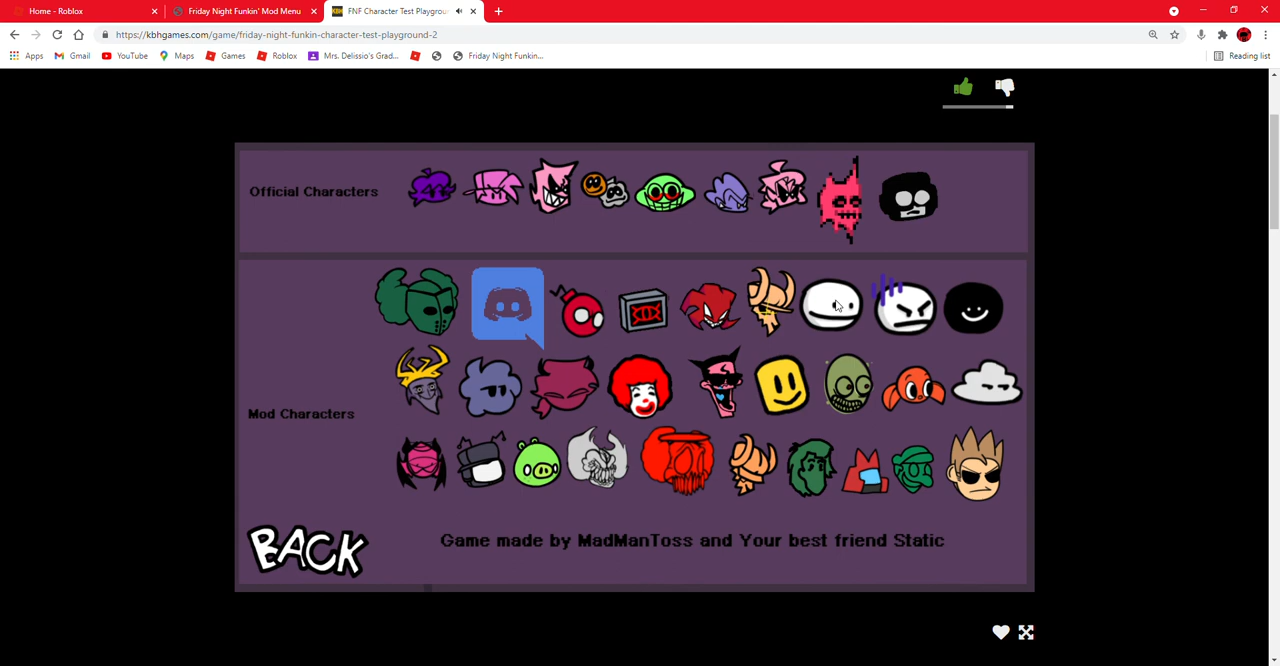 Home - Roblox
Friday Night Funkin' Mod Menu
FNF Character Test Playgroun
https://kbhgames.com/game/friday-night-funkin-character-test-playground-2
Apps
Gmail
YouTube
Maps
Games
Roblox
Mrs. Delissio's Grad...
Friday Night Funkin...
Reading list
Official Characters
Mod Characters
BACK
Game made by MadManToss and Your best friend Static